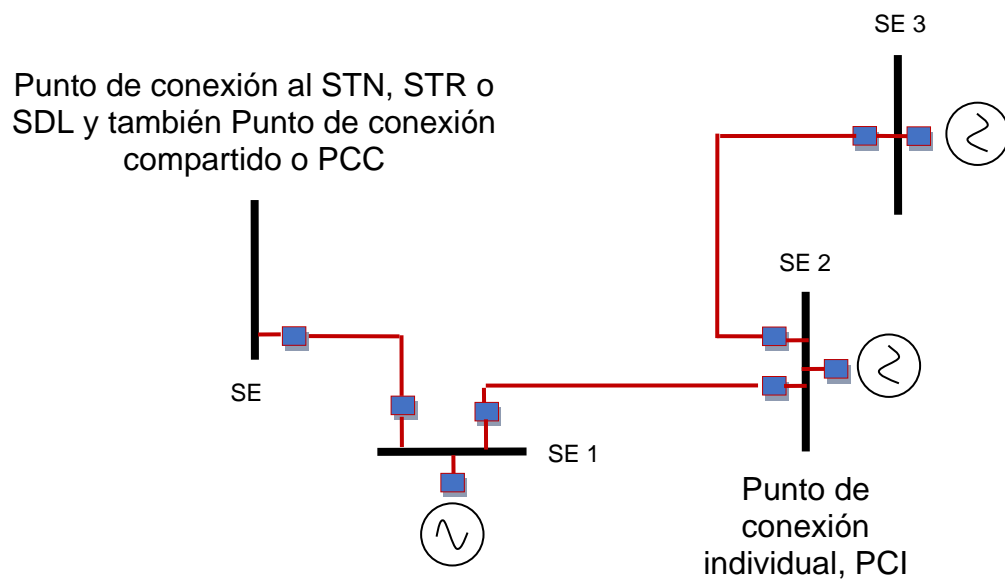 SE 3
Punto de conexión al STN, STR o
SDL y también Punto de conexión
compartido o PCC
SE 2
SE
SE 1
Punto de
conexión
individual, PCI